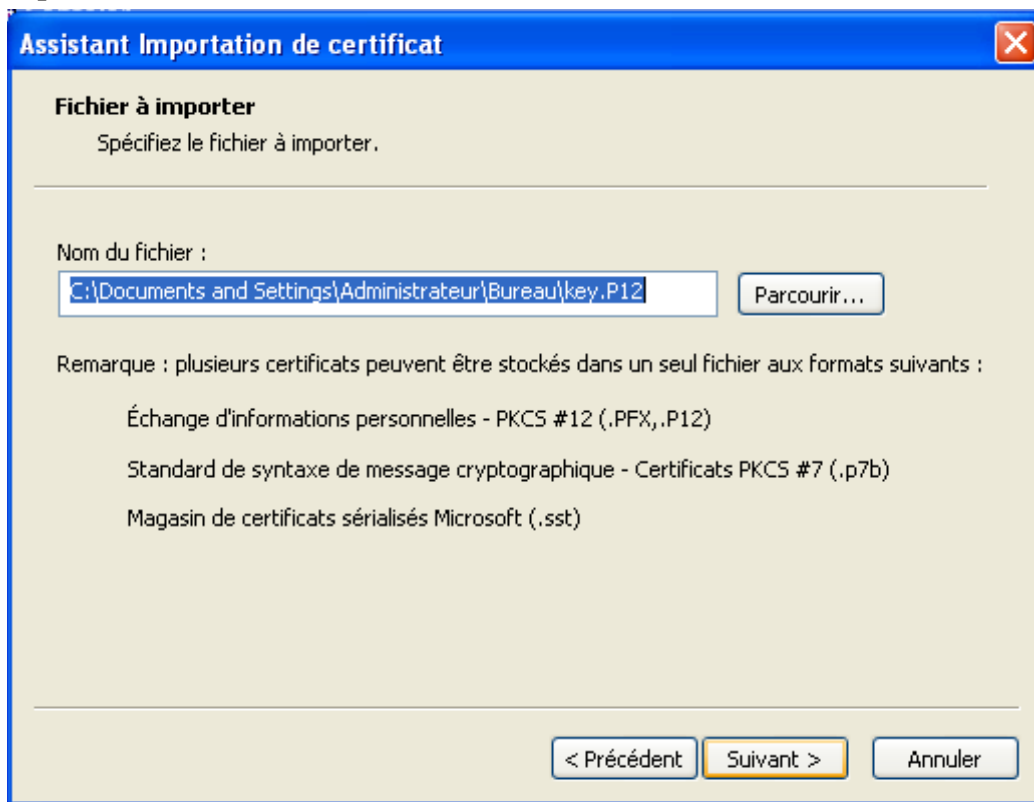 Assistant Importation de certificat
Fichier à importer
Spécifiez le fichier à importer.
Nom du fichier :
C:\Documents and Settings\Administrateur\Bureau\key.P12
Parcourir...
Remarque : plusieurs certificats peuvent être stockés dans un seul fichier aux formats suivants :
Échange d'informations personnelles - PKCS #12 (.PFX,.P12)
Standard de syntaxe de message cryptographique - Certificats PKCS #7 (.p7b)
Magasin de certificats sérialisés Microsoft (.sst)
< Précédent
Suivant >
Annuler